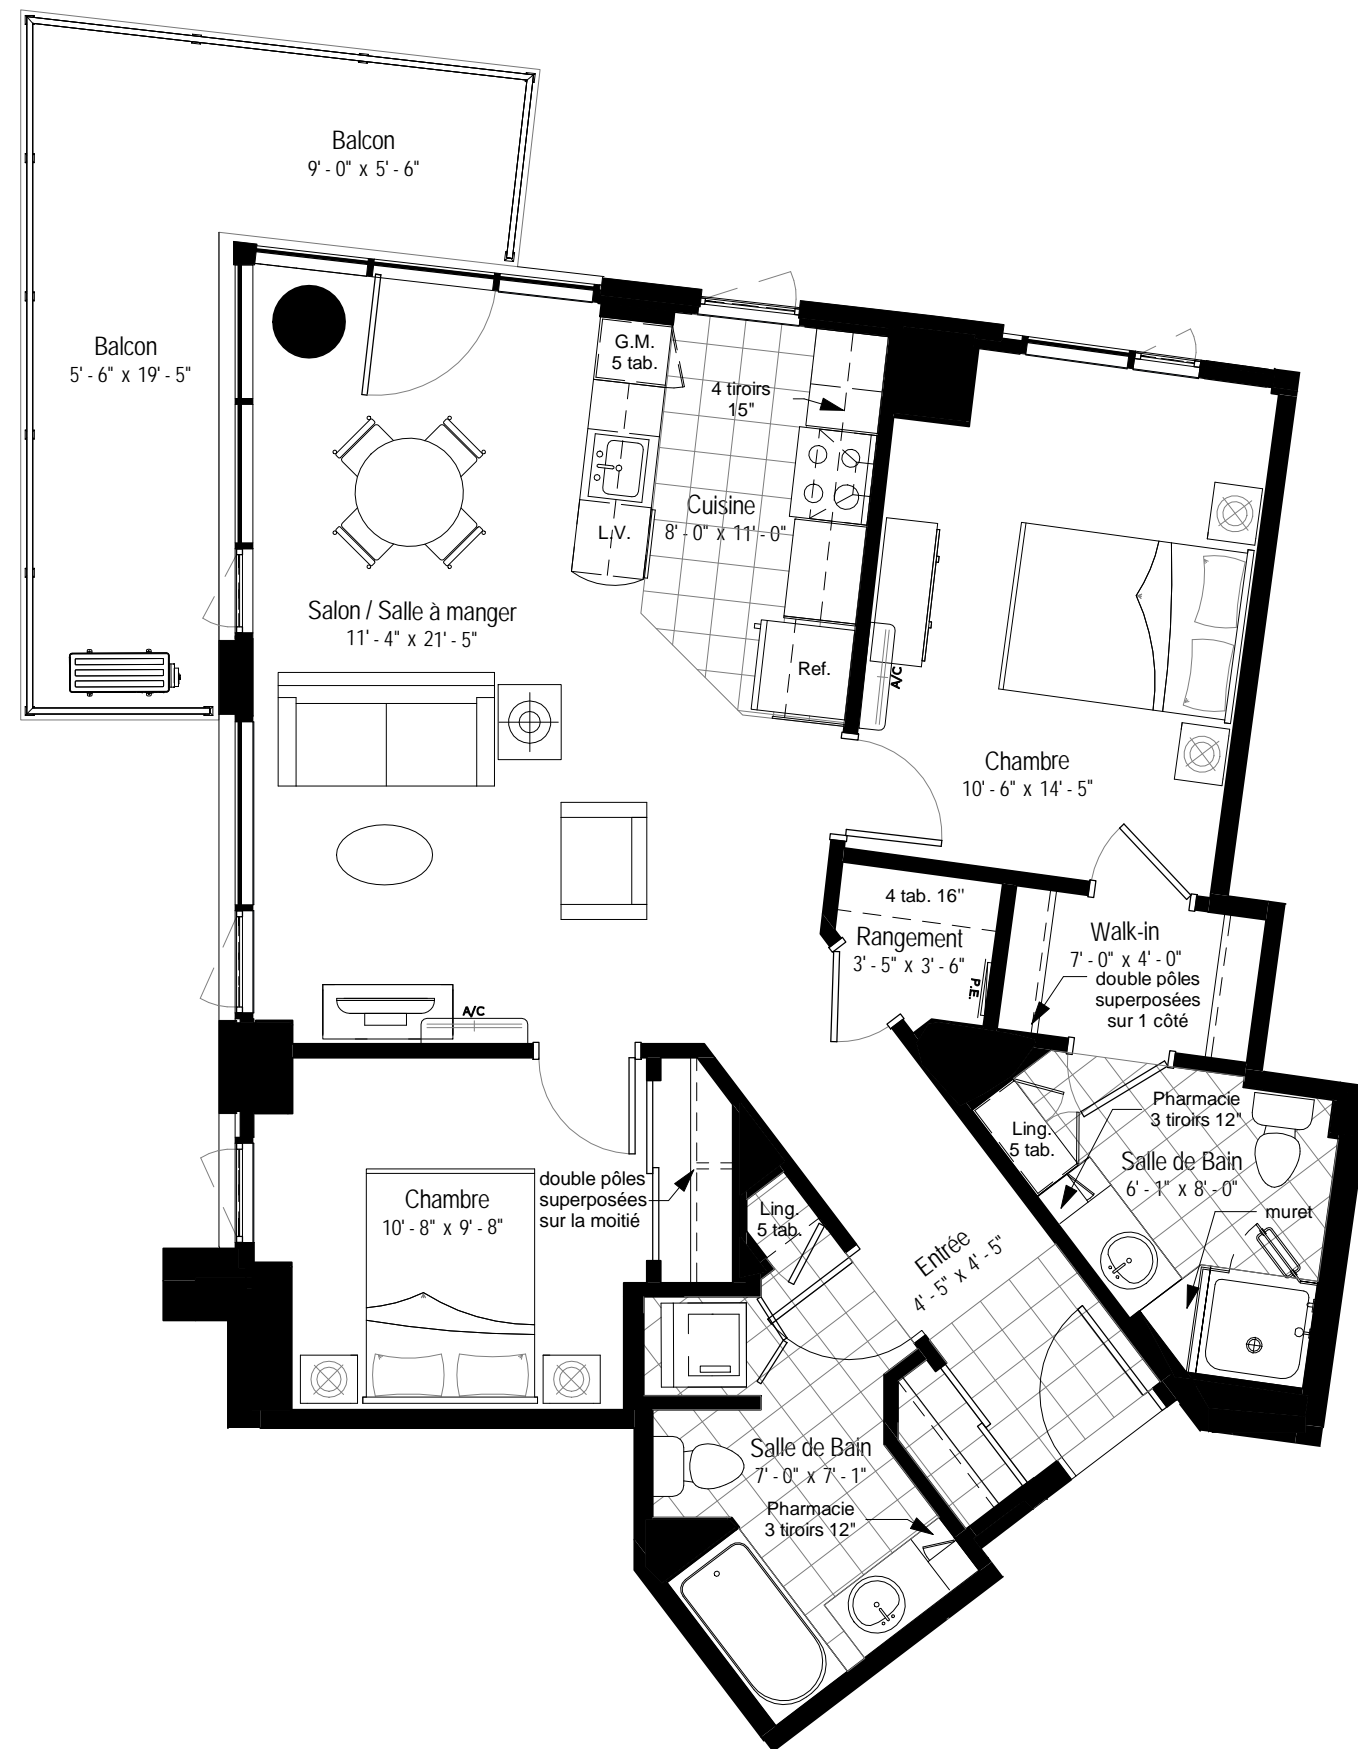 Balcon
9' - 0" x 5' - 6"
Balcon
5' - 6" x 19' - 5"
G.M.
5 tab.
4 tiroirs
15"
Cuisine
8' - 0" x 11' - 0"
L.V.
Salon / Salle à manger
11' - 4" x 21' - 5"
Ref.
A/C
Chambre
10' - 6" x 14' - 5"
4 tab. 16"
Rangement
3' - 5" x 3' - 6"
P.E.
Walk-in
7' - 0" x 4' - 0"
double pôles
superposées
sur 1 côté
A/C
Pharmacie
3 tiroirs 12"
Ling.
5 tab.
Salle de Bain
6' - 1" x 8' - 0"
muret
Chambre
10' - 8" x 9' - 8"
double pôles
superposées
sur la moitié
Ling.
5 tab.
Entrée
4' - 5" x 4' - 5"
Salle de Bain
7' - 0" x 7' - 1"
Pharmacie
3 tiroirs 12"